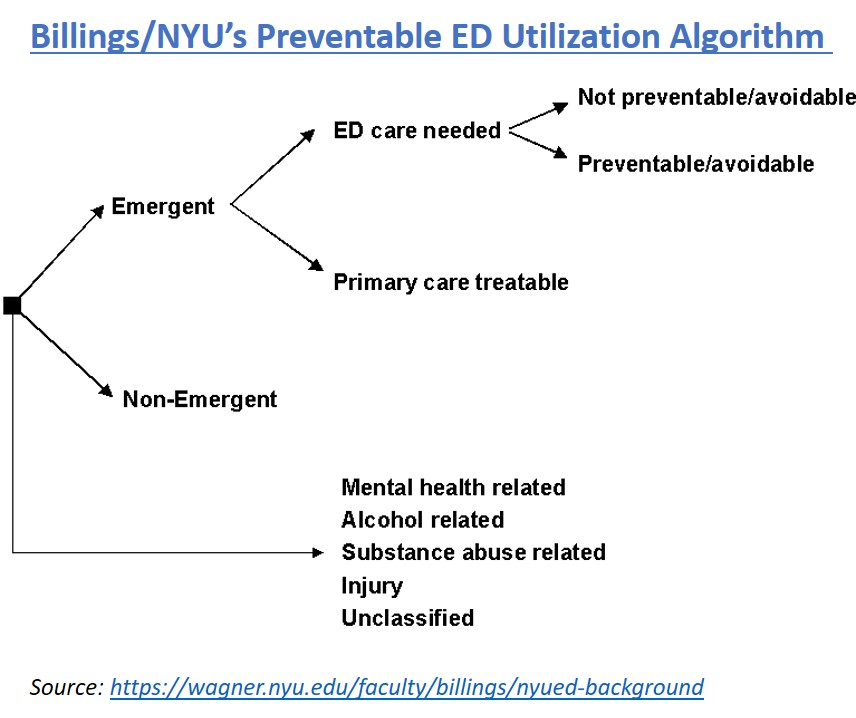 Billings/NYU’s Preventable ED Utilization Algorithm
Not preventable/avoidable
ED care needed
Preventable/avoidable
Emergent
Primary care treatable
Non-Emergent
Mental health related
Alcohol related
Substance abuse related
Injury
Unclassified
Source: https://wagner.nyu.edu/faculty/billings/nyued-background